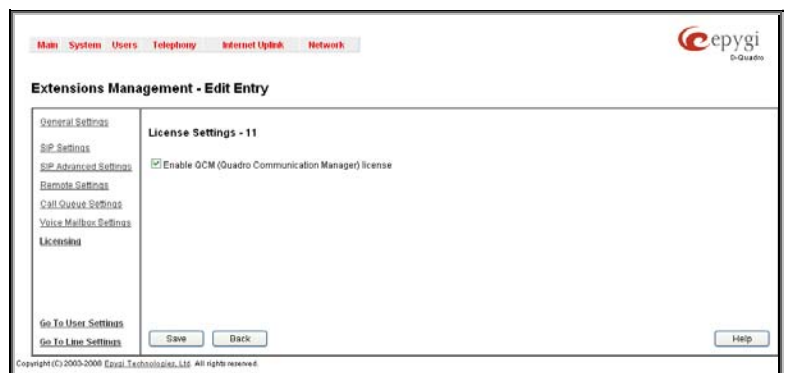 Main System Users Telephony Internet Uplink Network
epygi
D-Quadro
Extensions Management - Edit Entry
General Settings
SIP Settings
SIP Advanced Settings
Remote Settings
Call Queue Settings
Voice Mailbox Settings
Licensing
Go To User Settings
Go To Line Settings
License Settings - 11
Enable QCM (Quadro Communication Manager) license
Save Back Help
Copyright (C) 2003-2008 Epygi Technologies, Ltd. All rights reserved.